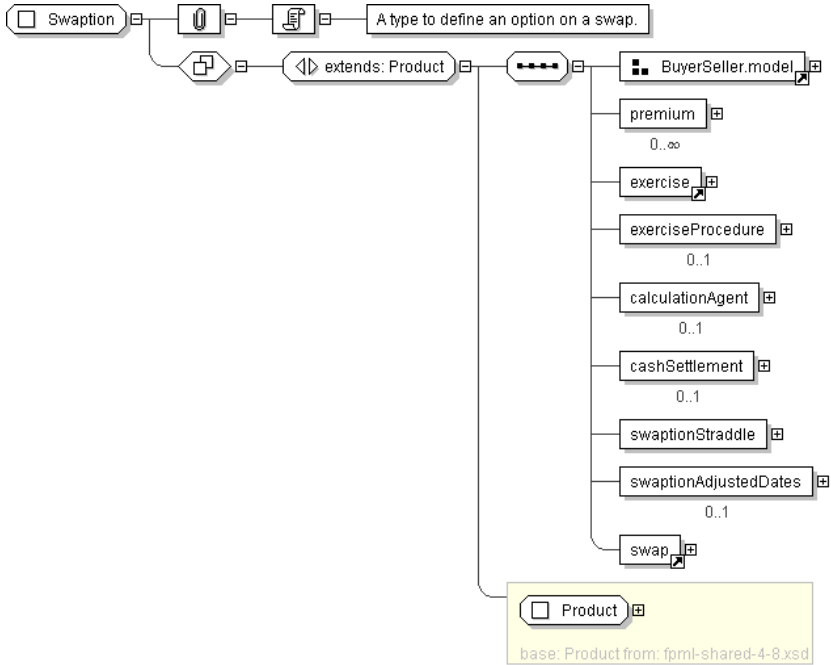 Swaption
A type to define an option on a swap.
extends: Product
BuyerSeller.model
premium
0..∞
exercise
exerciseProcedure
0..1
calculationAgent
0..1
cashSettlement
0..1
swaptionStraddle
swaptionAdjustedDates
0..1
swap
Product
base: Product from: fpml-shared-4-8.xsd